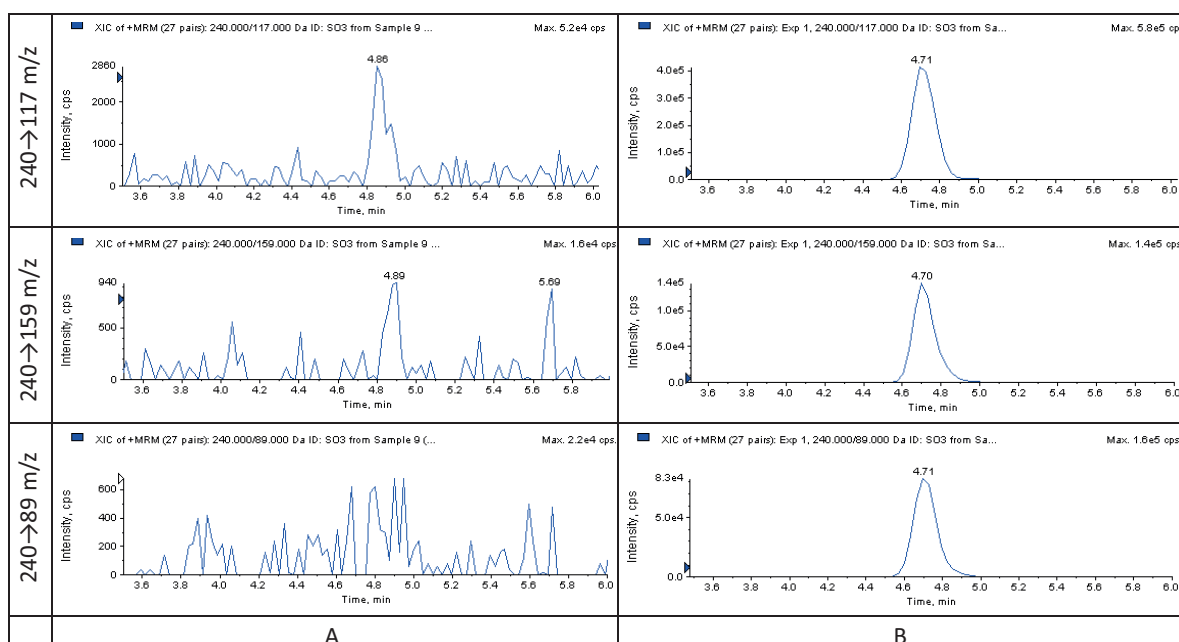 240→117 m/z
XIC of +MRM (27 pairs): 240.000/117.000 Da ID: SO3 from Sample 9 ... Max. 5.2e4 cps
Intensity, cps
2860
2000
1000
0
4.86
3.6 3.8 4.0 4.2 4.4 4.6 4.8 5.0 5.2 5.4 5.6 5.8 6.0
Time, min
XIC of +MRM (27 pairs): Exp 1, 240.000/117.000 Da ID: SO3 from Sa... Max. 5.8e5 cps
Intensity, cps
4.0e5
3.0e5
2.0e5
1.0e5
0.0
4.71
3.6 3.8 4.0 4.2 4.4 4.6 4.8 5.0 5.2 5.4 5.6 5.8 6.0
Time, min
240→159 m/z
XIC of +MRM (27 pairs): 240.000/159.000 Da ID: SO3 from Sample 9 ... Max. 1.6e4 cps
Intensity, cps
940
500
0
4.89
5.69
3.6 3.8 4.0 4.2 4.4 4.6 4.8 5.0 5.2 5.4 5.6 5.8
Time, min
XIC of +MRM (27 pairs): Exp 1, 240.000/159.000 Da ID: SO3 from Sa... Max. 1.4e5 cps
Intensity, cps
1.4e5
1.0e5
5.0e4
0.0
4.70
3.6 3.8 4.0 4.2 4.4 4.6 4.8 5.0 5.2 5.4 5.6 5.8 6.0
Time, min
240→89 m/z
XIC of +MRM (27 pairs): 240.000/89.000 Da ID: SO3 from Sample 9 (... Max. 2.2e4 cps.
Intensity, cps
600
400
200
0
3.6 3.8 4.0 4.2 4.4 4.6 4.8 5.0 5.2 5.4 5.6 5.8 6.0
Time, min
XIC of +MRM (27 pairs): Exp 1, 240.000/89.000 Da ID: SO3 from Sa... Max. 1.6e5 cps
Intensity, cps
8.3e4
5.0e4
0.0
4.71
3.6 3.8 4.0 4.2 4.4 4.6 4.8 5.0 5.2 5.4 5.6 5.8 6.0
Time, min
A
B